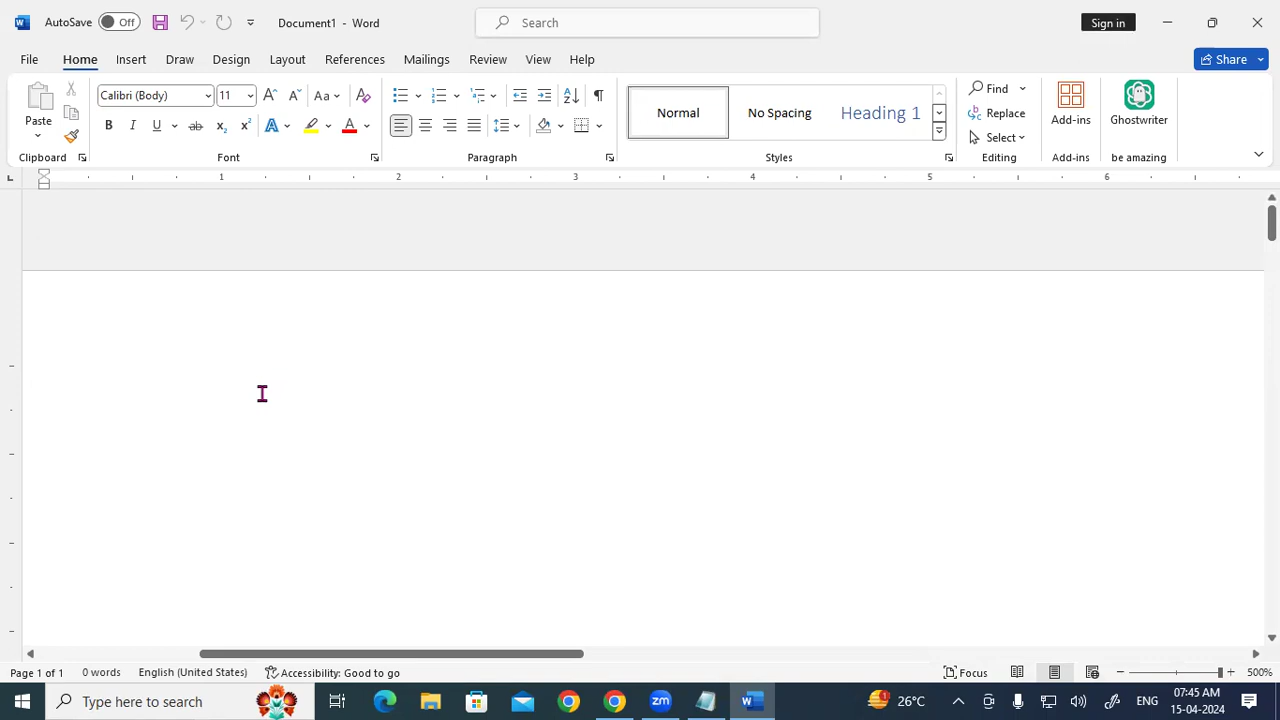 AutoSave Off Document1 - Word Search Sign in
File Home Insert Draw Design Layout References Mailings Review View Help Share
Paste Calibri (Body) 11 Aa Normal No Spacing Heading 1 Find Replace Select Add-ins Ghostwriter
Clipboard Font Paragraph Styles Editing Add-ins be amazing
1 2 3 4 5 6
Page 1 of 1 0 words English (United States) Accessibility: Good to go Focus 500%
Type here to search 26°C ENG 07:45 AM
15-04-2024